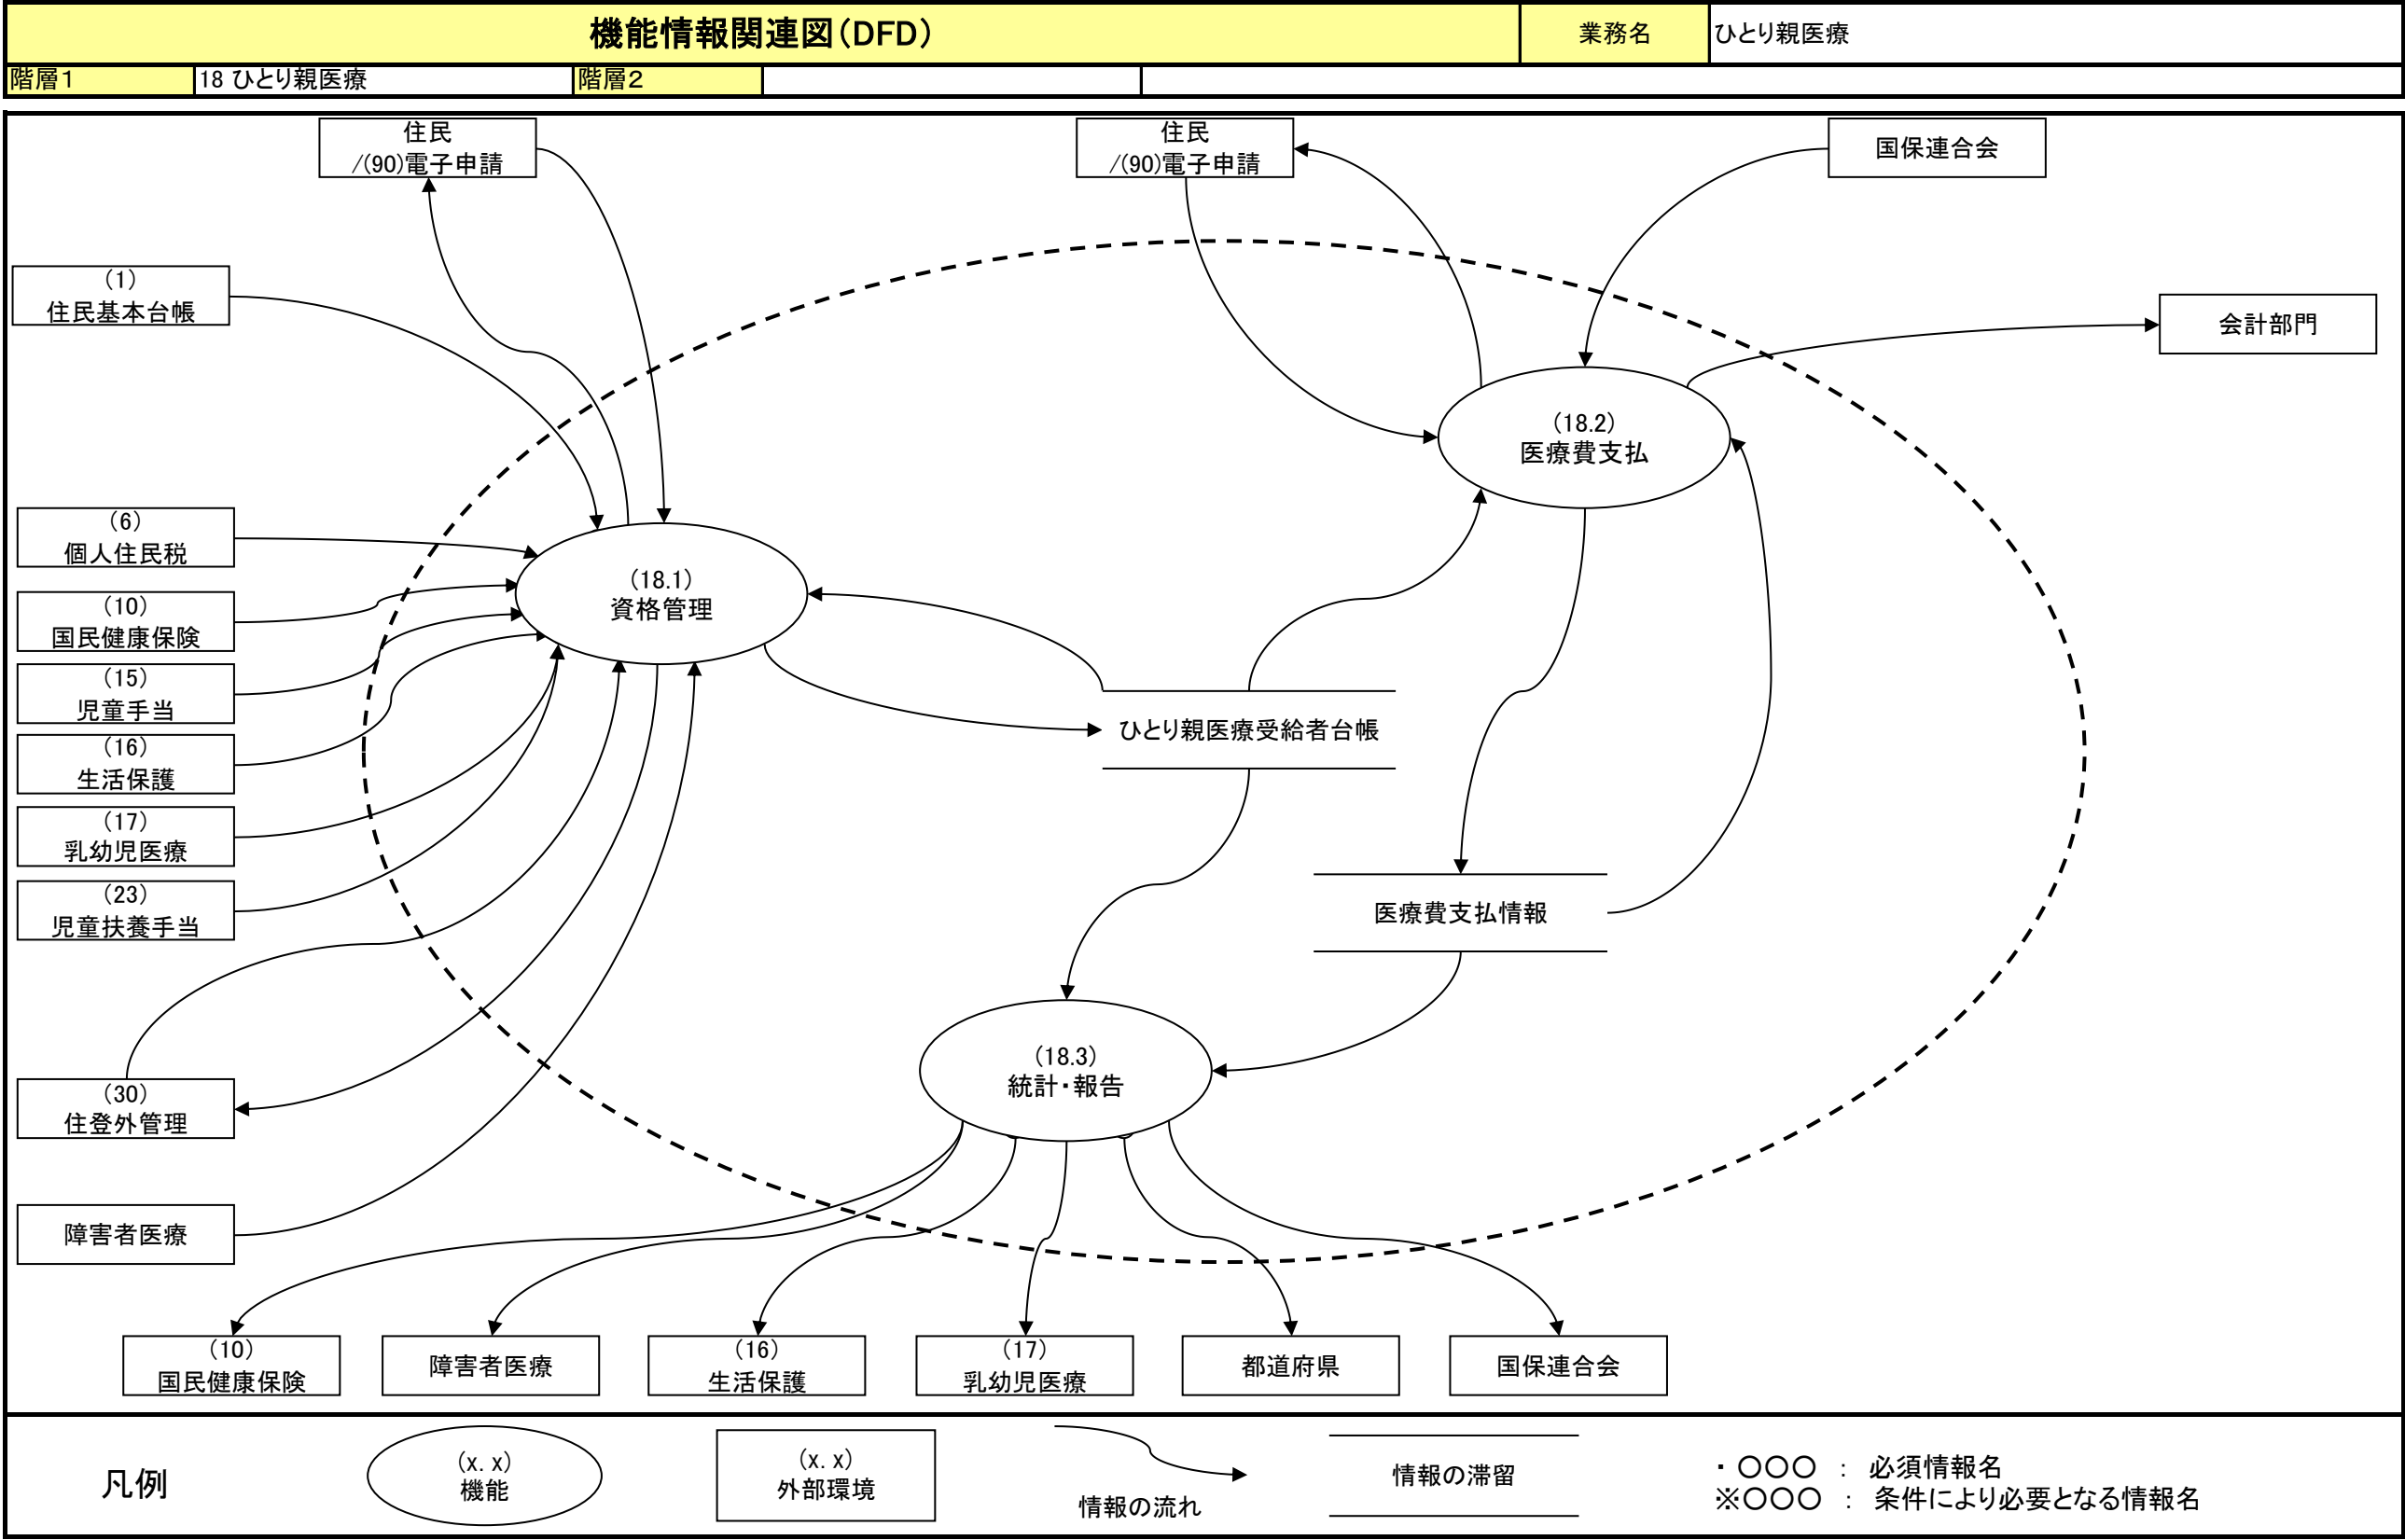 機能情報関連図（DFD）
業務名
ひとり親医療
階層１
18 ひとり親医療
階層２
住民
/(90)電子申請
住民
/(90)電子申請
国保連合会
（1）
住民基本台帳
会計部門
（18.2）
医療費支払
（6）
個人住民税
（18.1）
資格管理
（10）
国民健康保険
（15）
児童手当
ひとり親医療受給者台帳
（16）
生活保護
（17）
乳幼児医療
（23）
児童扶養手当
医療費支払情報
（18.3）
統計・報告
（30）
住登外管理
障害者医療
（10）
国民健康保険
障害者医療
（16）
生活保護
（17）
乳幼児医療
都道府県
国保連合会
凡例
（x. x）
機能
（x. x）
外部環境
情報の流れ
情報の滞留
・ 〇〇〇 ： 必須情報名
※〇〇〇 ： 条件により必要となる情報名